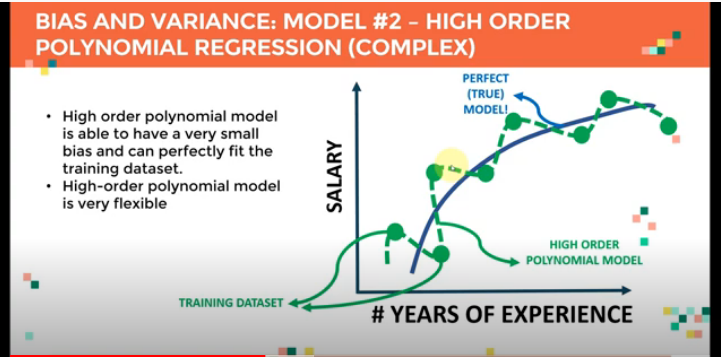 BIAS AND VARIANCE: MODEL #2 – HIGH ORDER
POLYNOMIAL REGRESSION (COMPLEX)
• High order polynomial model
is able to have a very small
bias and can perfectly fit the
training dataset.
• High-order polynomial model
is very flexible
PERFECT
(TRUE)
MODEL!
SALARY
HIGH ORDER
POLYNOMIAL MODEL
TRAINING DATASET
# YEARS OF EXPERIENCE